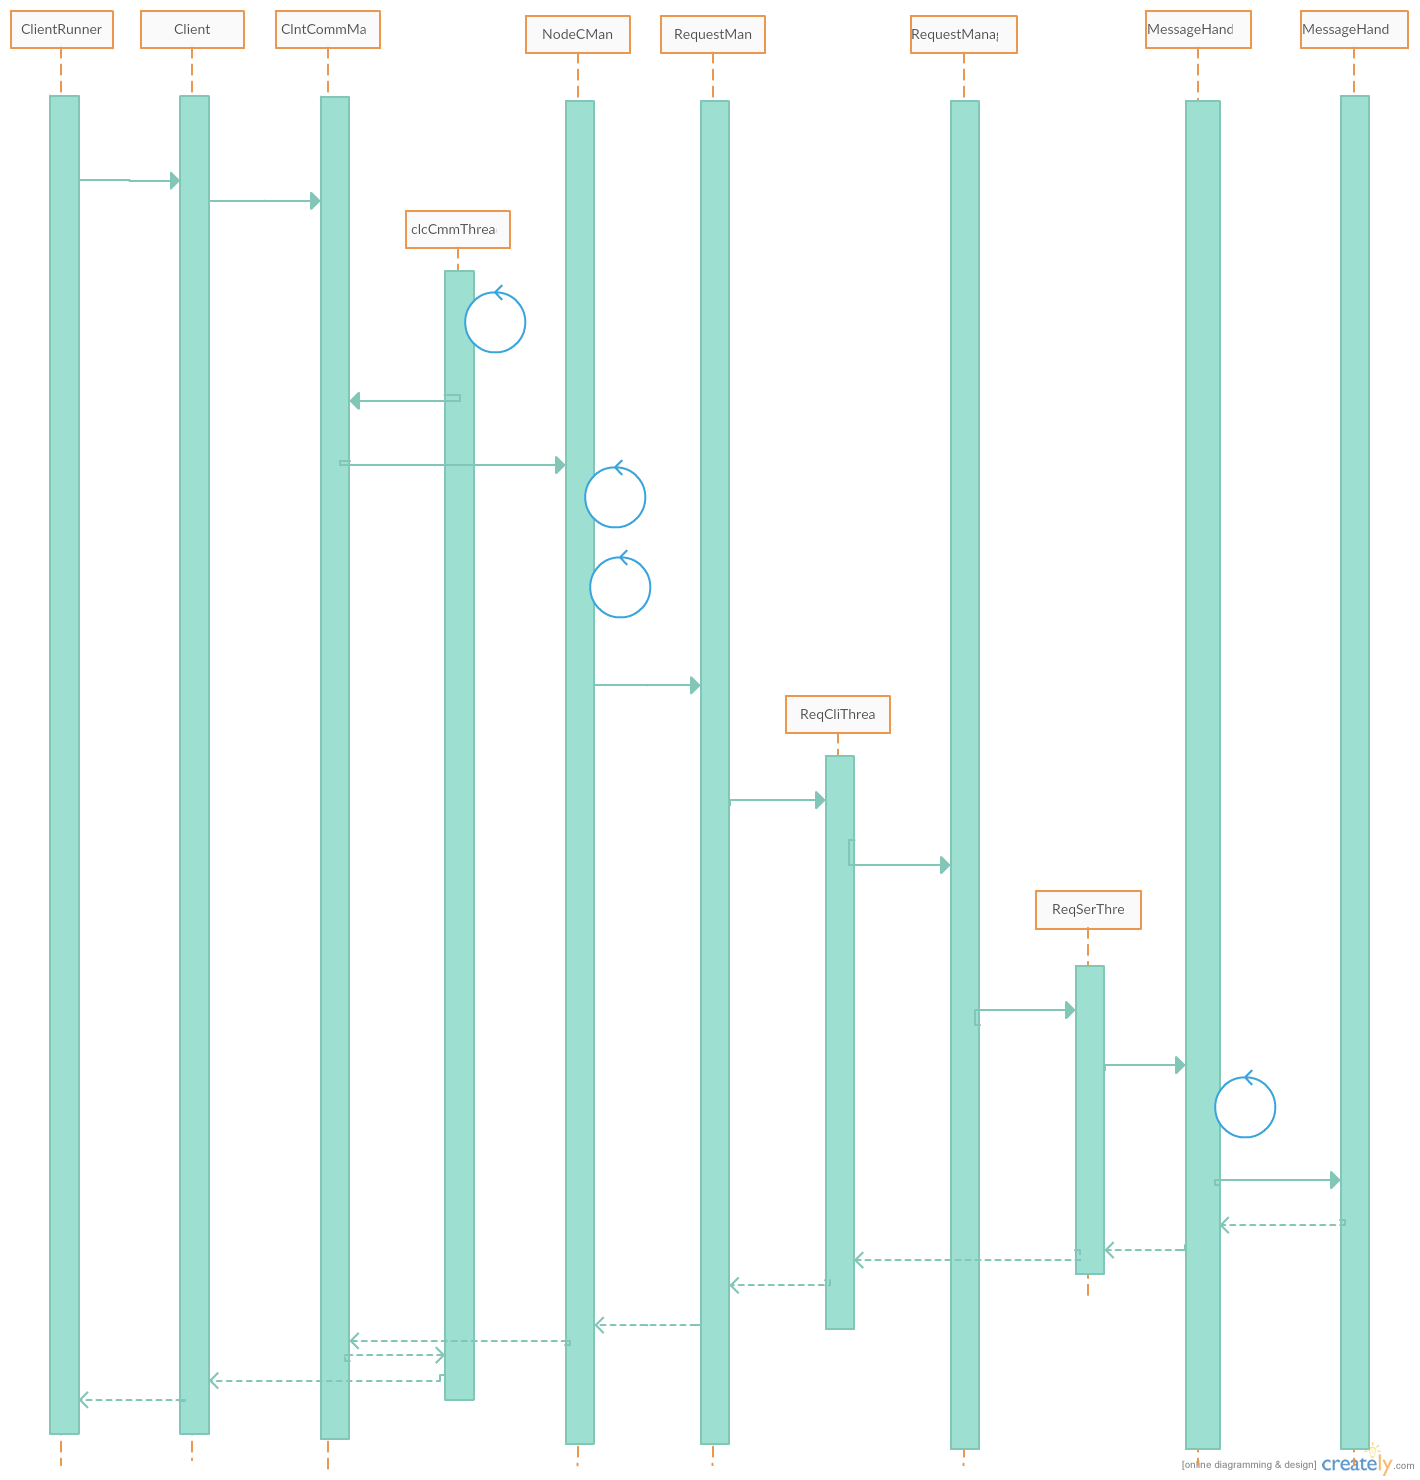 ClientRunner
Client
ClntCommMa
NodeCMan
RequestMan
RequestManag
MessageHand
MessageHand
clcCmmThrea
ReqCliThrea
ReqSerThre
[online diagramming & design] creately.com